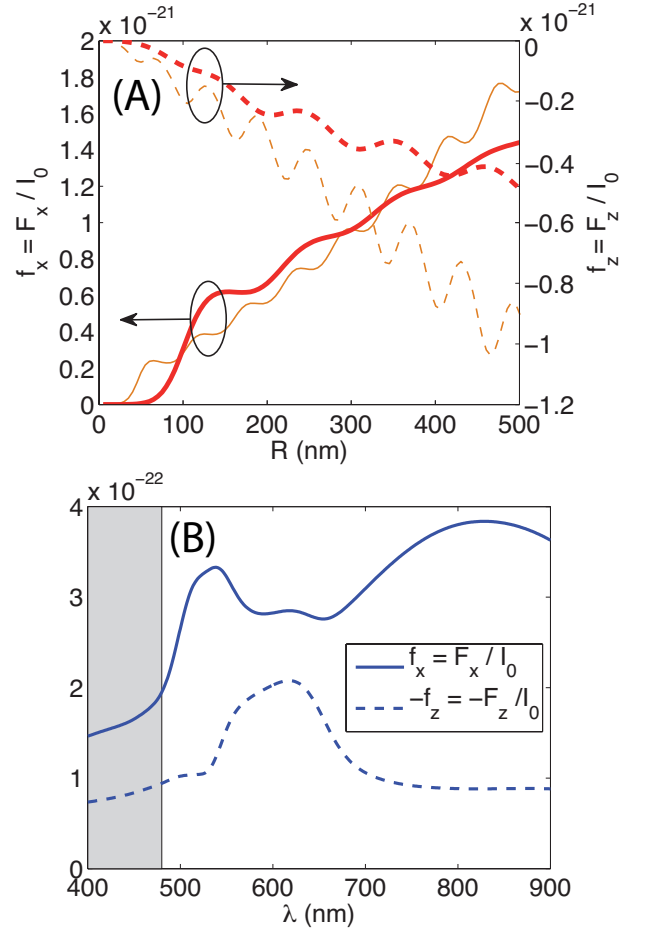 x 10⁻²¹
x 10⁻²¹
(A)
2
1.8
1.6
1.4
1.2
1
0.8
0.6
0.4
0.2
0
f_x = F_x / I_0
0
−0.2
−0.4
−0.6
−0.8
−1
−1.2
f_z = F_z / I_0
0 100 200 300 400 500
R (nm)
x 10⁻²²
(B)
4
3
2
1
0
f_x = F_x / I_0
−f_z = −F_z /I_0
400 500 600 700 800 900
λ (nm)